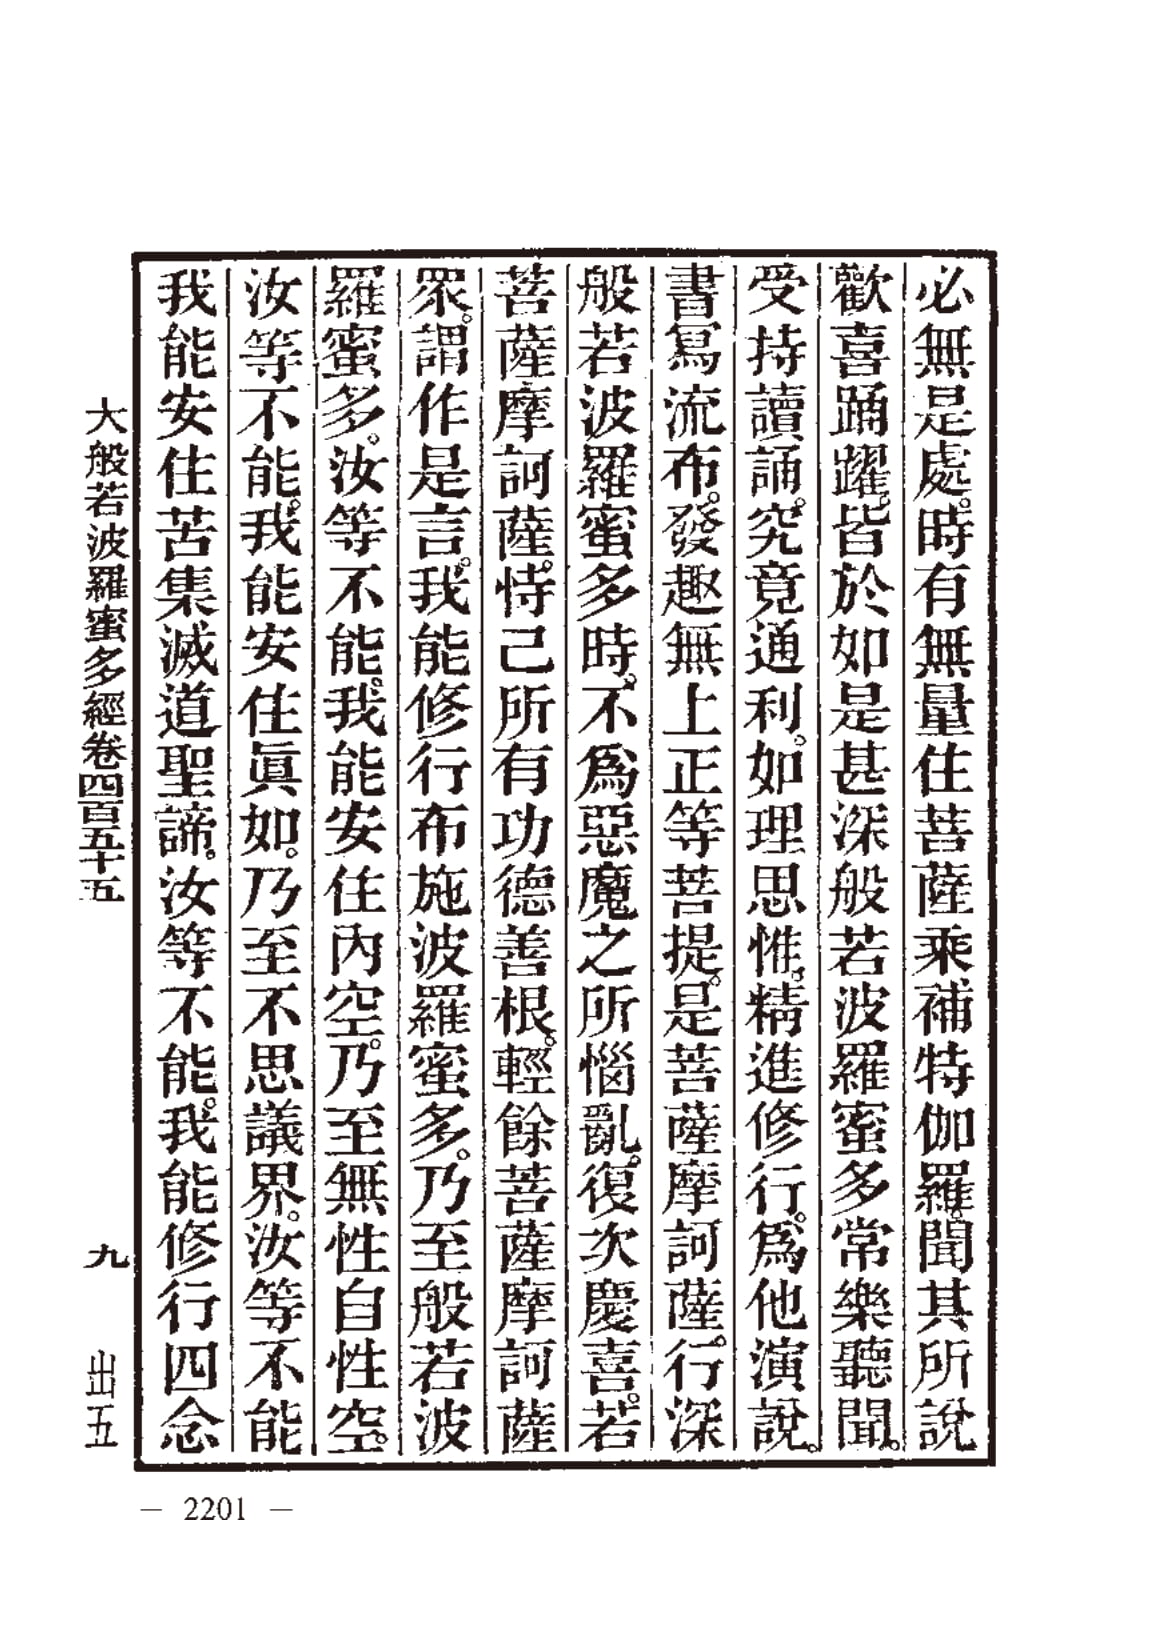 必無是處。時有無量住菩薩乘補特伽羅。聞其所說
歡喜踊躍。皆於如是甚深般若波羅蜜多常樂聽聞。
受持讀誦。究竟通利。如理思惟。精進修行。爲他演說。
書寫流布。發趣無上正等菩提。是菩薩摩訶薩。行深
般若波羅蜜多時。不爲惡魔之所惱亂。復次慶喜。若
菩薩摩訶薩。恃己所有功德善根。輕餘菩薩摩訶薩
眾。謂作是言。我能修行布施波羅蜜多。乃至般若波
羅蜜多。汝等不能。我能安住內空。乃至無性自性空。
汝等不能。我能安住眞如。乃至不思議界。汝等不能
我能安住苦集滅道聖諦。汝等不能。我能修行四念
大般若波羅蜜多經卷四百五十五 九 出五
— 2201 —